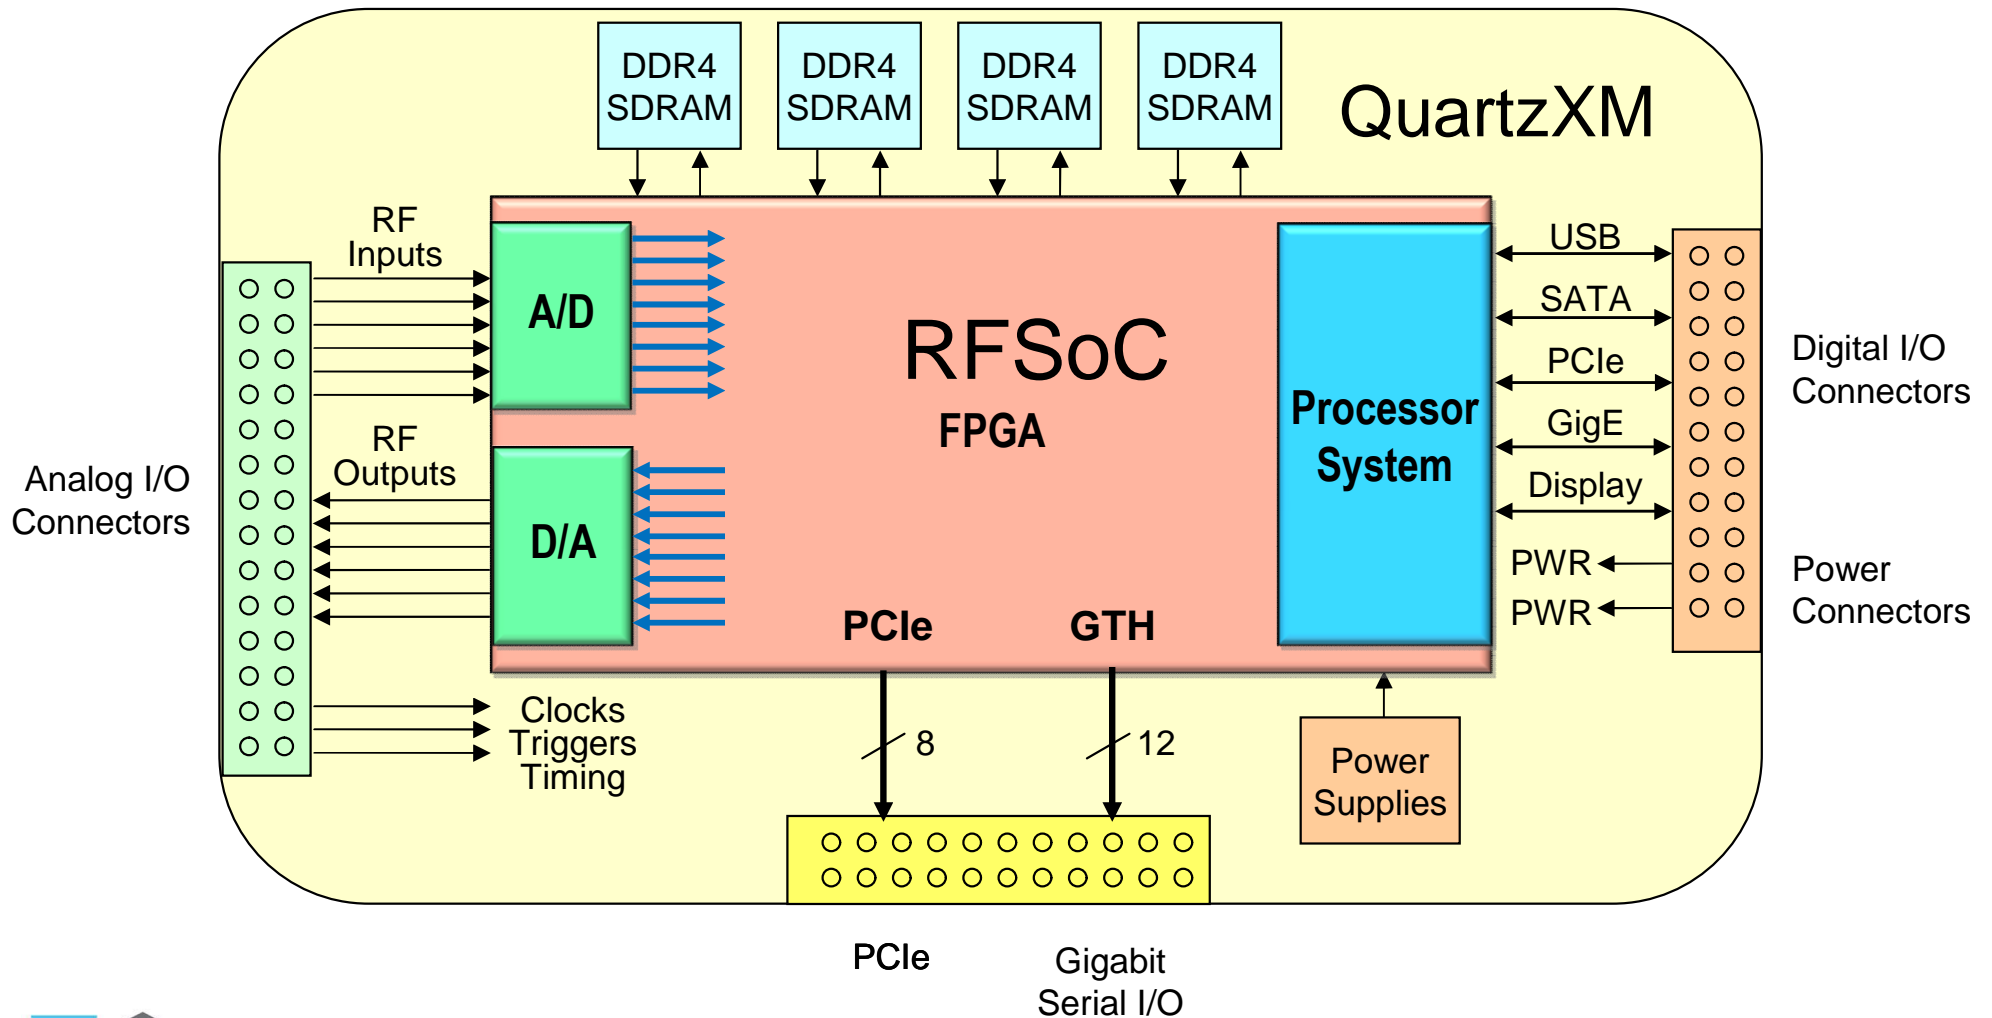 DDR4
SDRAM
DDR4
SDRAM
DDR4
SDRAM
DDR4
SDRAM
QuartzXM
RF
Inputs
A/D
RFSoC
FPGA
Processor
System
USB
SATA
PCIe
GigE
Display
PWR
PWR
Digital I/O
Connectors
Power
Connectors
RF
Outputs
D/A
Analog I/O
Connectors
PCIe
GTH
Clocks
Triggers
Timing
8
12
Power
Supplies
PCIe
Gigabit
Serial I/O